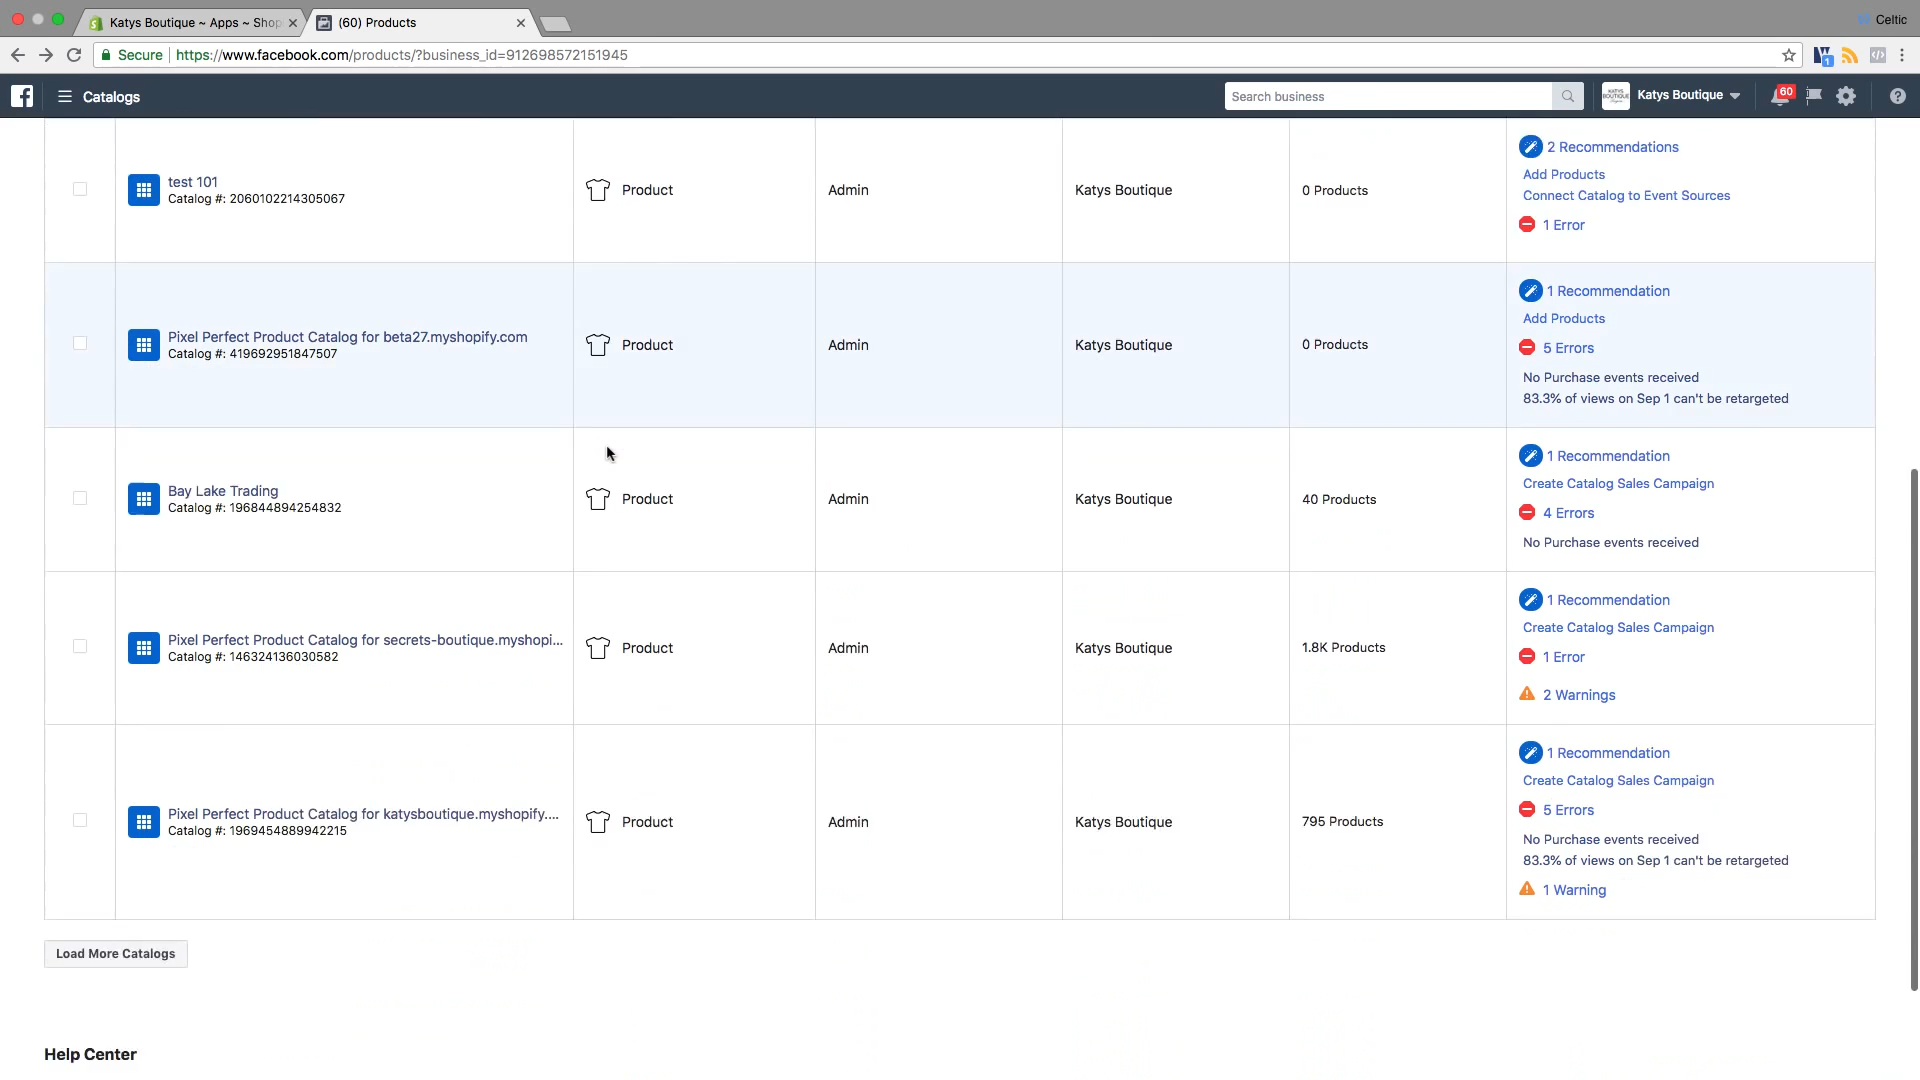 Katys Boutique ~ Apps ~ Shop
(60) Products
Celtic
Secure
https://www.facebook.com/products/?business_id=912698572151945
1
Catalogs
Search business
Katys Boutique
60
test 101
Catalog #: 2060102214305067
Product
Admin
Katys Boutique
0 Products
2 Recommendations
Add Products
Connect Catalog to Event Sources
1 Error
Pixel Perfect Product Catalog for beta27.myshopify.com
Catalog #: 419692951847507
Product
Admin
Katys Boutique
0 Products
1 Recommendation
Add Products
5 Errors
No Purchase events received
83.3% of views on Sep 1 can't be retargeted
Bay Lake Trading
Catalog #: 196844894254832
Product
Admin
Katys Boutique
40 Products
1 Recommendation
Create Catalog Sales Campaign
4 Errors
No Purchase events received
Pixel Perfect Product Catalog for secrets-boutique.myshopi...
Catalog #: 146324136030582
Product
Admin
Katys Boutique
1.8K Products
1 Recommendation
Create Catalog Sales Campaign
1 Error
2 Warnings
Pixel Perfect Product Catalog for katysboutique.myshopify....
Catalog #: 1969454889942215
Product
Admin
Katys Boutique
795 Products
1 Recommendation
Create Catalog Sales Campaign
5 Errors
No Purchase events received
83.3% of views on Sep 1 can't be retargeted
1 Warning
Load More Catalogs
Help Center